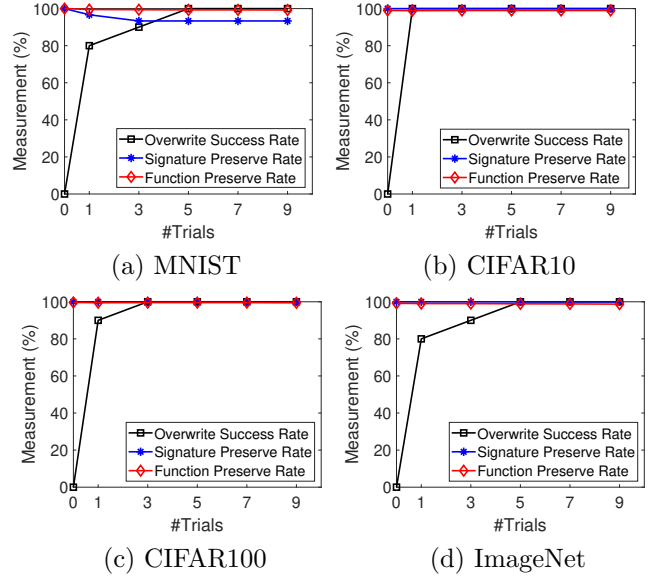 100
80
60
40
20
0
Measurement (%)
Overwrite Success Rate
Signature Preserve Rate
Function Preserve Rate
0 1 3 5 7 9
#Trials
(a) MNIST
100
80
60
40
20
0
Measurement (%)
Overwrite Success Rate
Signature Preserve Rate
Function Preserve Rate
0 1 3 5 7 9
#Trials
(b) CIFAR10
100
80
60
40
20
0
Measurement (%)
Overwrite Success Rate
Signature Preserve Rate
Function Preserve Rate
0 1 3 5 7 9
#Trials
(c) CIFAR100
100
80
60
40
20
0
Measurement (%)
Overwrite Success Rate
Signature Preserve Rate
Function Preserve Rate
0 1 3 5 7 9
#Trials
(d) ImageNet